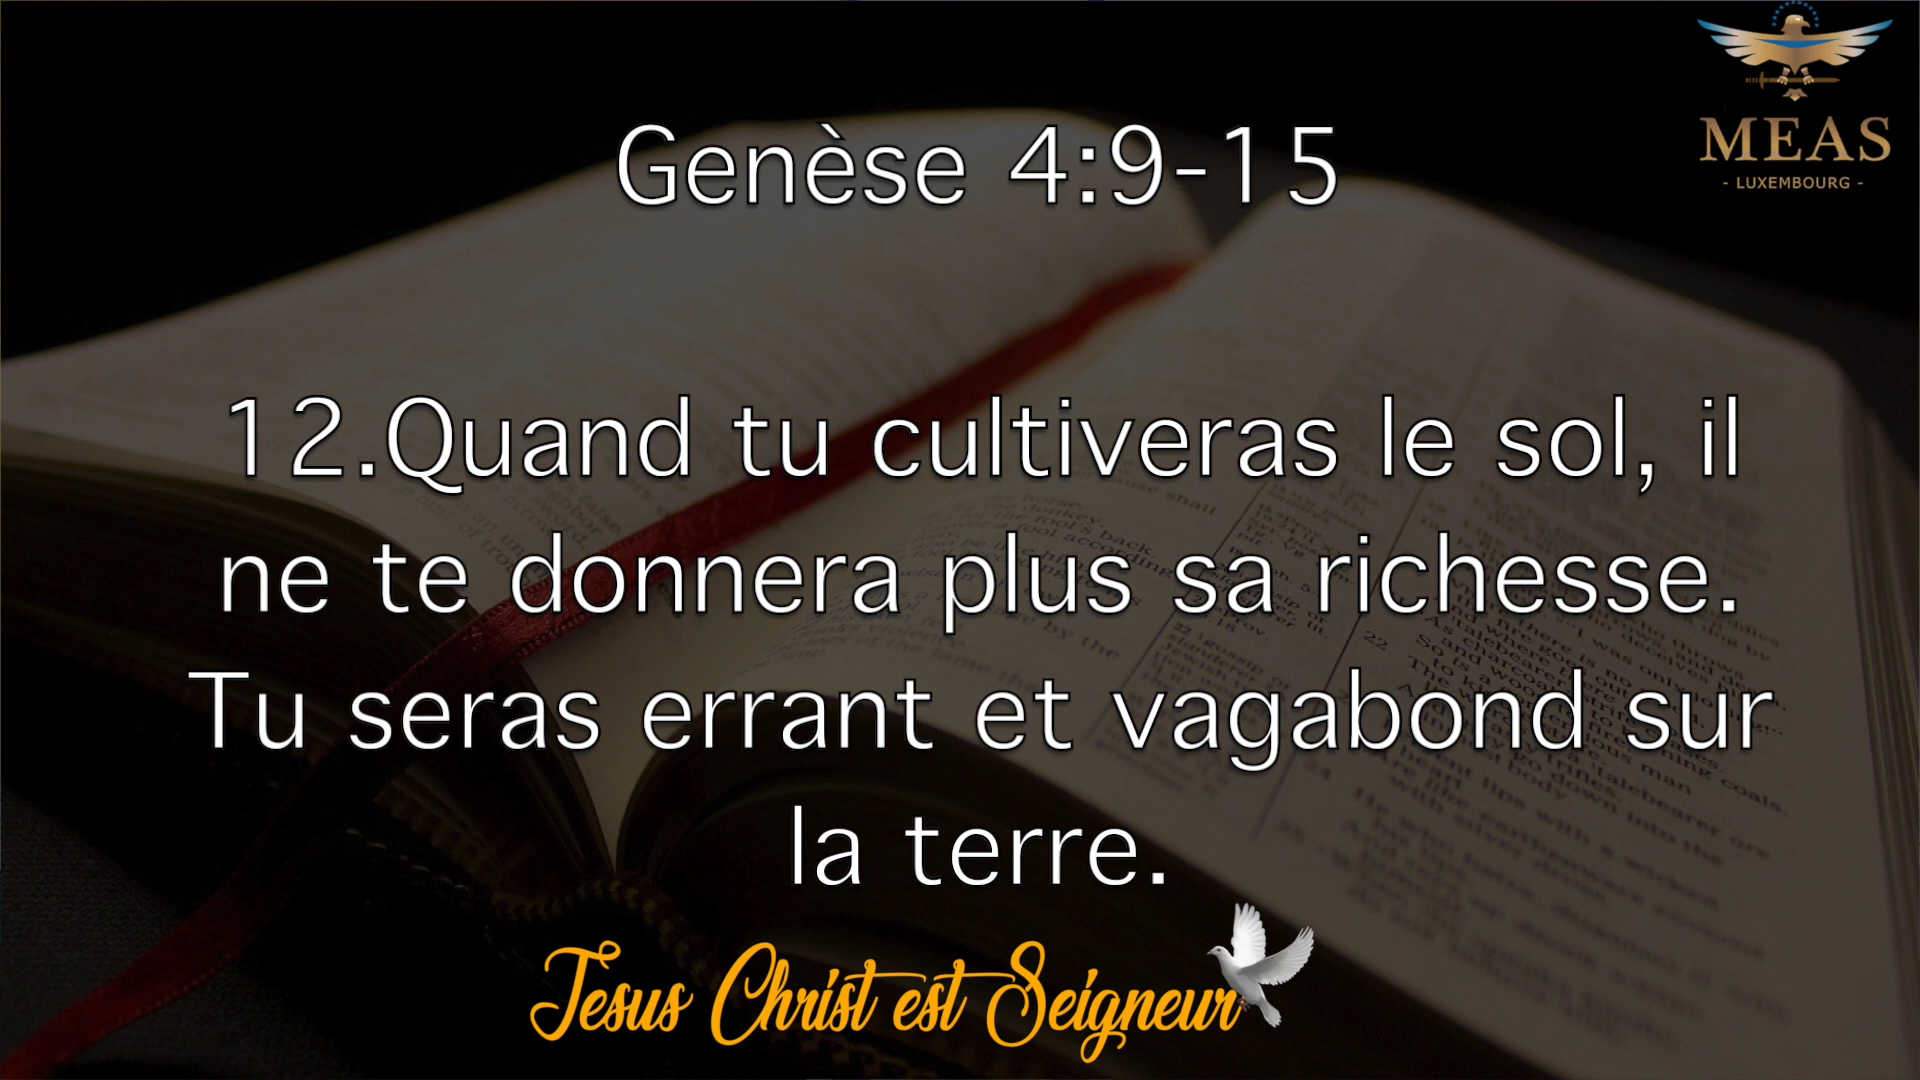 MEAS
- LUXEMBOURG -
Genèse 4:9-15
12.Quand tu cultiveras le sol, il
ne te donnera plus sa richesse.
Tu seras errant et vagabond sur
la terre.
Jèsus Christ est Seigneur